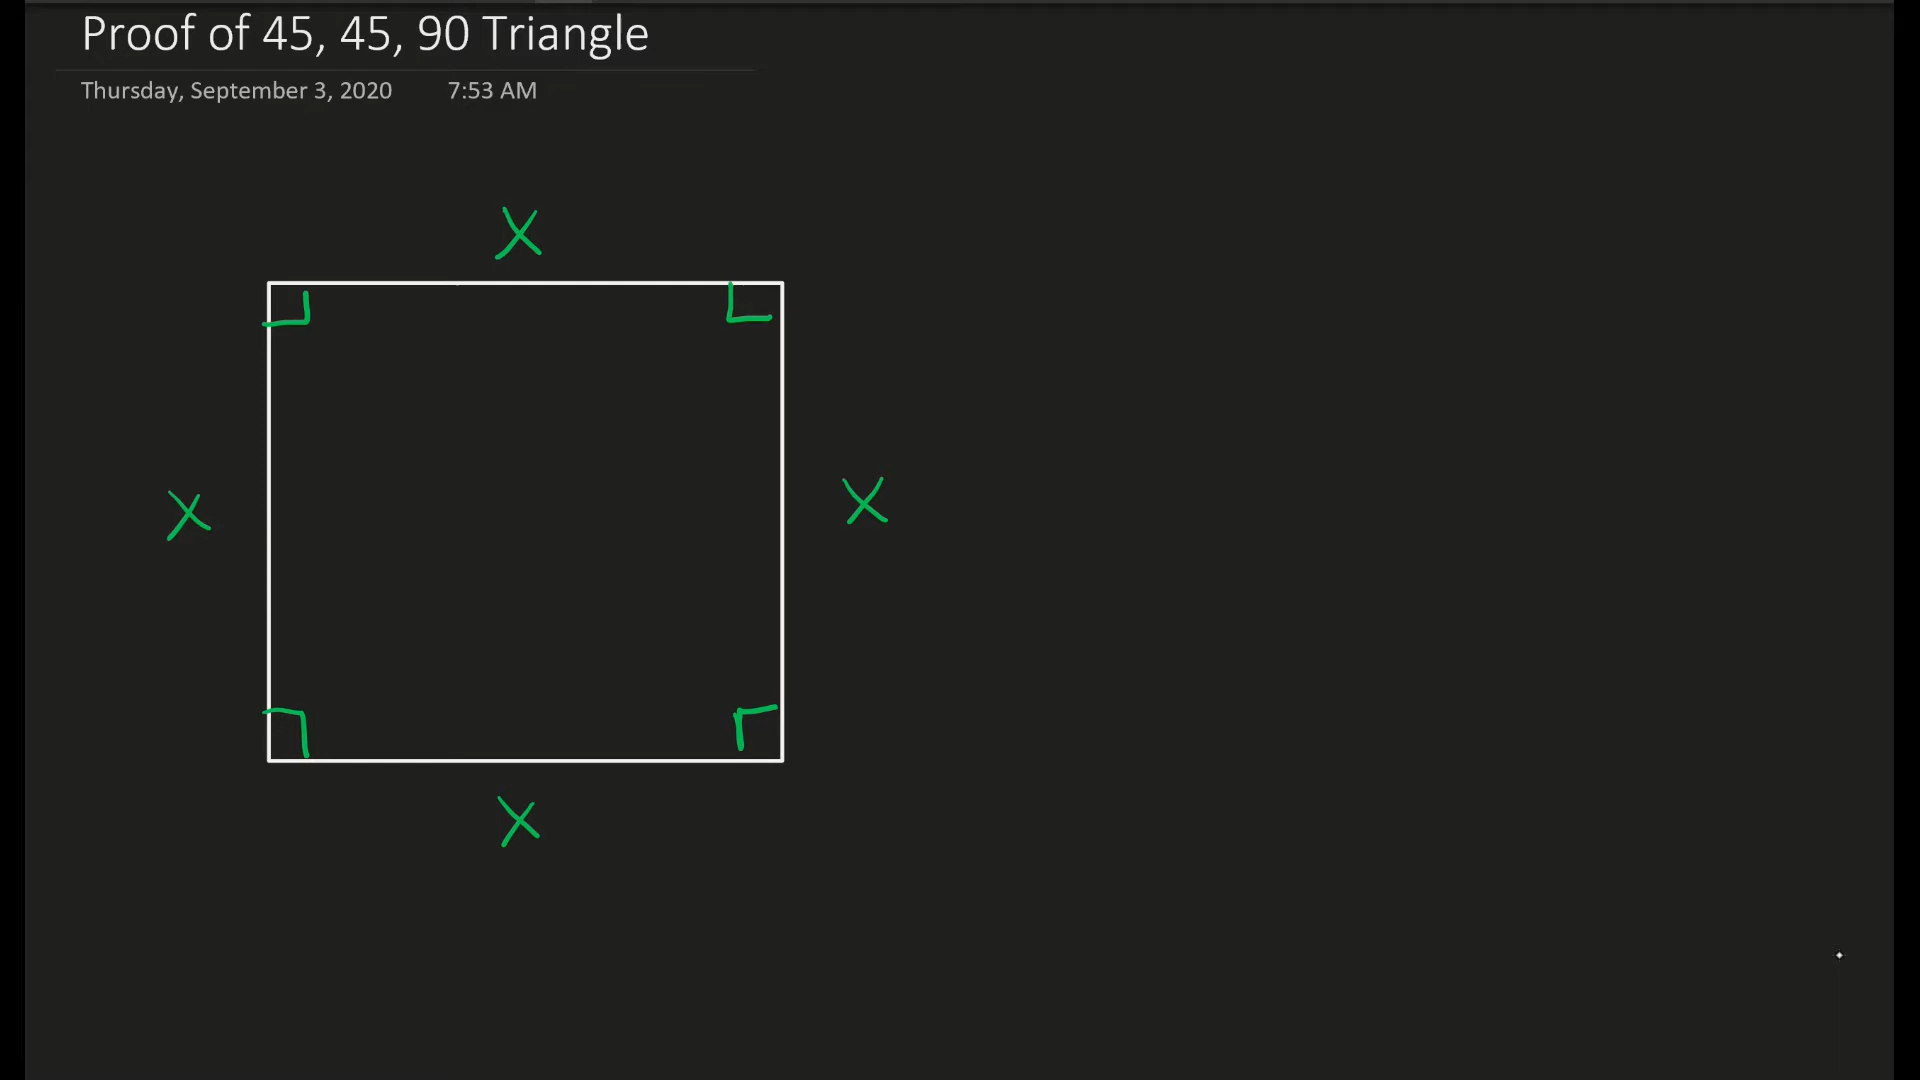 Proof of 45, 45, 90 Triangle
Thursday, September 3, 2020 7:53 AM
X
X
X
X